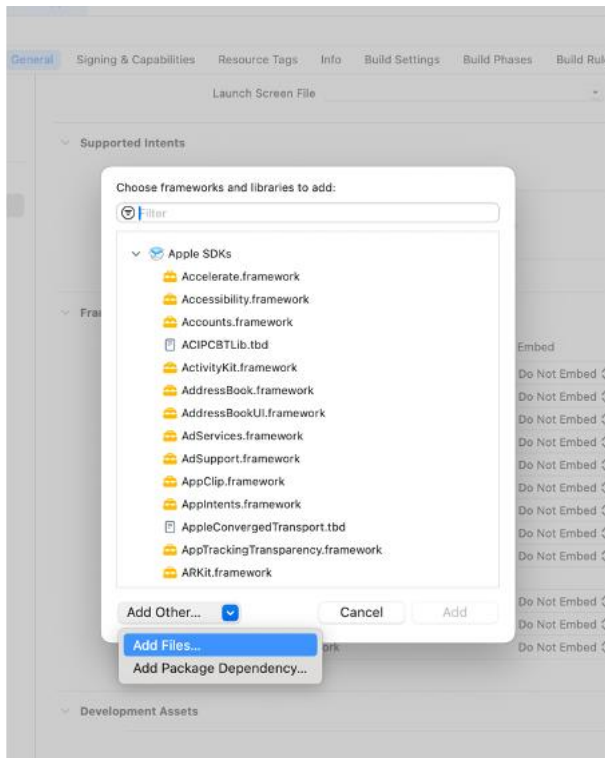 General Signing & Capabilities Resource Tags Info Build Settings Build Phases Build Rul
Launch Screen File
Supported Intents
Choose frameworks and libraries to add:
Filter
Apple SDKs
Accelerate.framework
Accessibility.framework
Fra
Accounts.framework
ACIPCBTLib.tbd
Embed
ActivityKit.framework
Do Not Embed
AddressBook.framework
Do Not Embed
AddressBookUI.framework
Do Not Embed
AdServices.framework
Do Not Embed
AdSupport.framework
Do Not Embed
AppClip.framework
Do Not Embed
AppIntents.framework
Do Not Embed
AppleConvergedTransport.tbd
Do Not Embed
AppTrackingTransparency.framework
Do Not Embed
ARKit.framework
Do Not Embed
Add Other... Cancel Add
Do Not Embed
Add Files...
ork
Do Not Embed
Add Package Dependency...
Development Assets